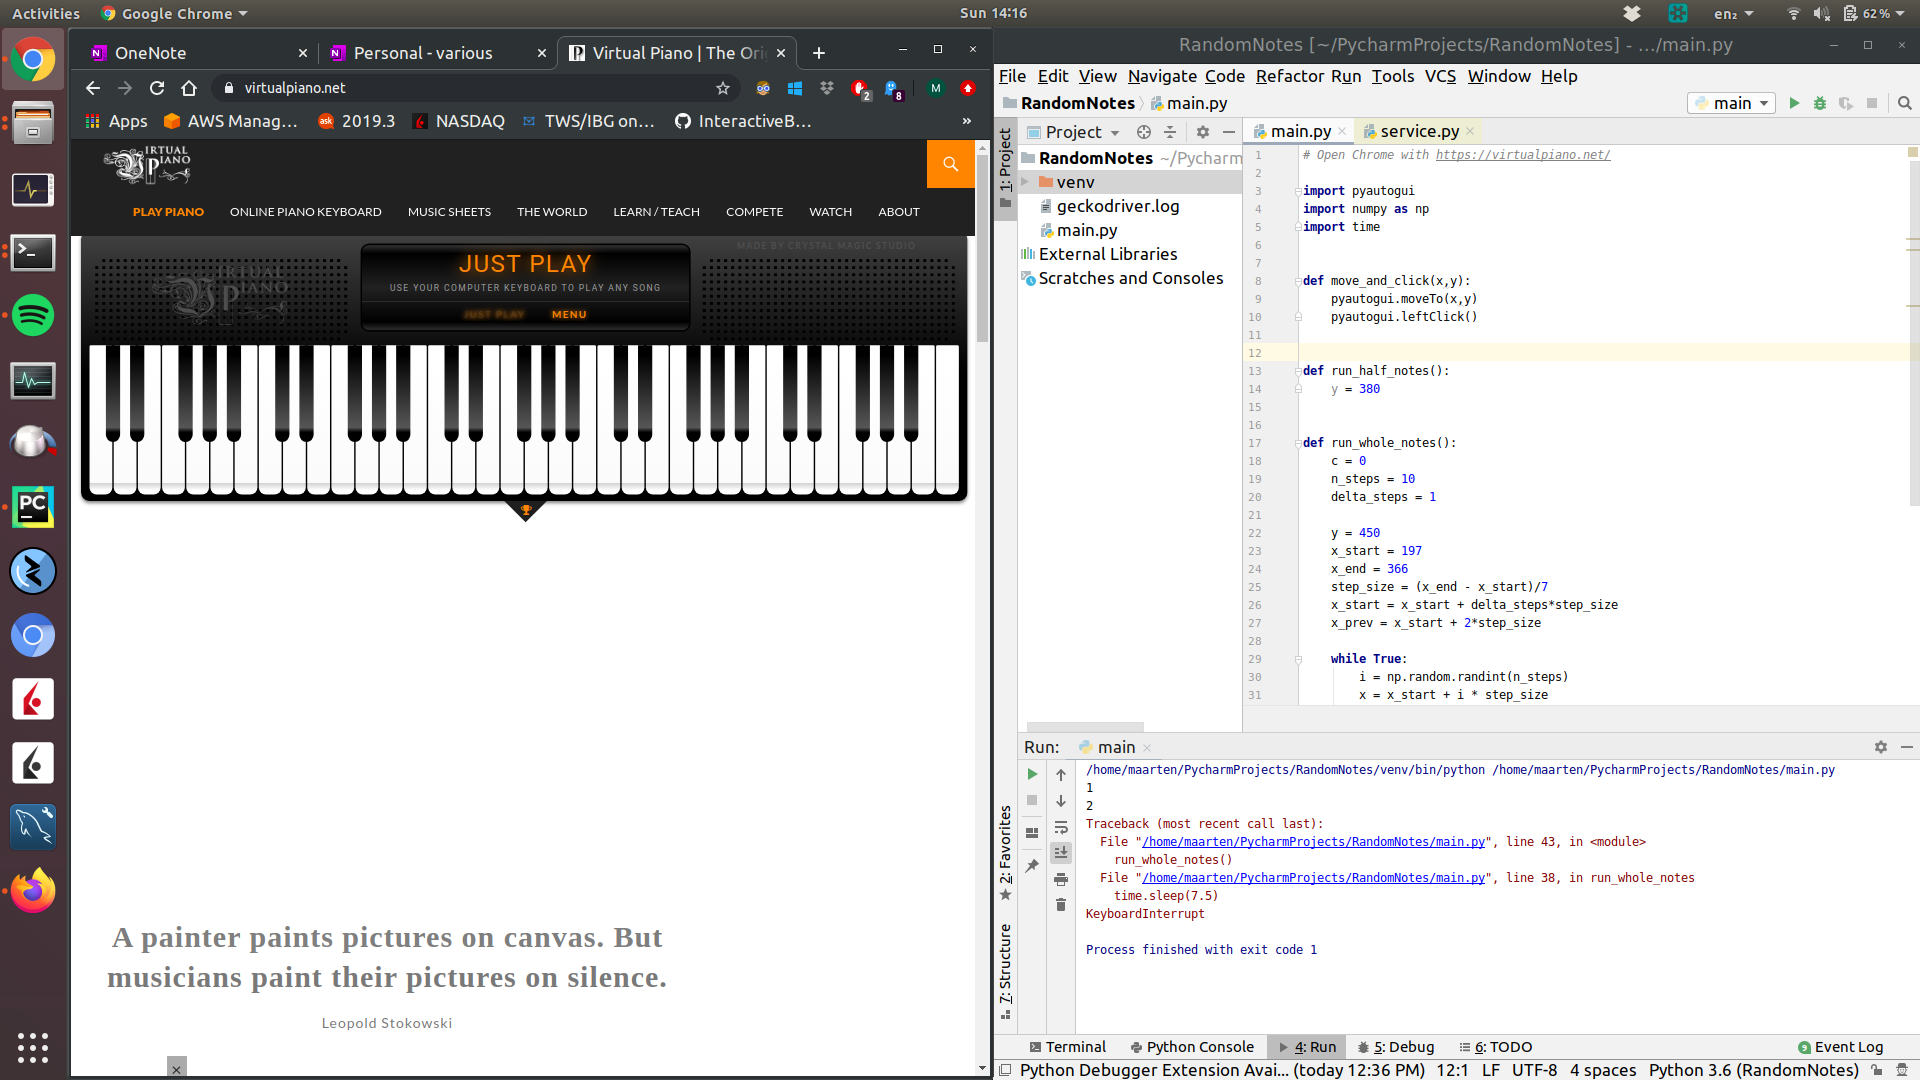 Activities Google Chrome Sun 14:16 en₂ 62 %
OneNote Personal - various Virtual Piano | The Ori
virtualpiano.net 2 8 M
Apps AWS Manag... ask 2019.3 NASDAQ TWS/IBG on... InteractiveB... »
VIRTUAL PIANO
PLAY PIANO ONLINE PIANO KEYBOARD MUSIC SHEETS THE WORLD LEARN / TEACH COMPETE WATCH ABOUT
MADE BY CRYSTAL MAGIC STUDIO
VIRTUAL PIANO
JUST PLAY
USE YOUR COMPUTER KEYBOARD TO PLAY ANY SONG
JUST PLAY MENU
A painter paints pictures on canvas. But
musicians paint their pictures on silence.
Leopold Stokowski
RandomNotes [~/PycharmProjects/RandomNotes] - .../main.py
File Edit View Navigate Code Refactor Run Tools VCS Window Help
RandomNotes main.py main
1: Project
Project
RandomNotes ~/Pycharm
venv
geckodriver.log
main.py
External Libraries
Scratches and Consoles
main.py service.py
1 # Open Chrome with https://virtualpiano.net/
2
3 import pyautogui
4 import numpy as np
5 import time
6
7
8 def move_and_click(x,y):
9 pyautogui.moveTo(x,y)
10 pyautogui.leftClick()
11
12
13 def run_half_notes():
14 y = 380
15
16
17 def run_whole_notes():
18 c = 0
19 n_steps = 10
20 delta_steps = 1
21
22 y = 450
23 x_start = 197
24 x_end = 366
25 step_size = (x_end - x_start)/7
26 x_start = x_start + delta_steps*step_size
27 x_prev = x_start + 2*step_size
28
29 while True:
30 i = np.random.randint(n_steps)
31 x = x_start + i * step_size
Run: main
/home/maarten/PycharmProjects/RandomNotes/venv/bin/python /home/maarten/PycharmProjects/RandomNotes/main.py
1
2
Traceback (most recent call last):
File "/home/maarten/PycharmProjects/RandomNotes/main.py", line 43, in <module>
run_whole_notes()
File "/home/maarten/PycharmProjects/RandomNotes/main.py", line 38, in run_whole_notes
time.sleep(7.5)
KeyboardInterrupt
Process finished with exit code 1
2: Favorites
7: Structure
Terminal Python Console 4: Run 5: Debug 6: TODO 9 Event Log
Python Debugger Extension Avai... (today 12:36 PM) 12:1 LF UTF-8 4 spaces Python 3.6 (RandomNotes)
PC